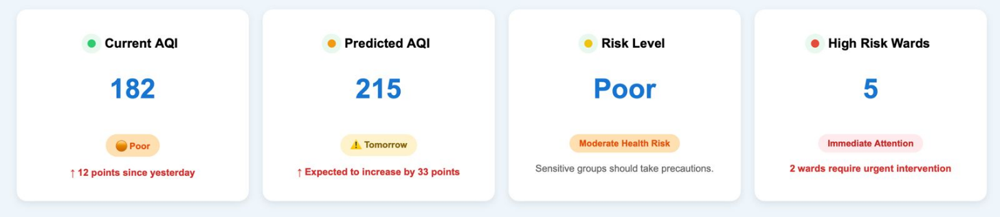 Current AQI
182
Poor
↑ 12 points since yesterday
Predicted AQI
215
⚠️ Tomorrow
↑ Expected to increase by 33 points
Risk Level
Poor
Moderate Health Risk
Sensitive groups should take precautions.
High Risk Wards
5
Immediate Attention
2 wards require urgent intervention